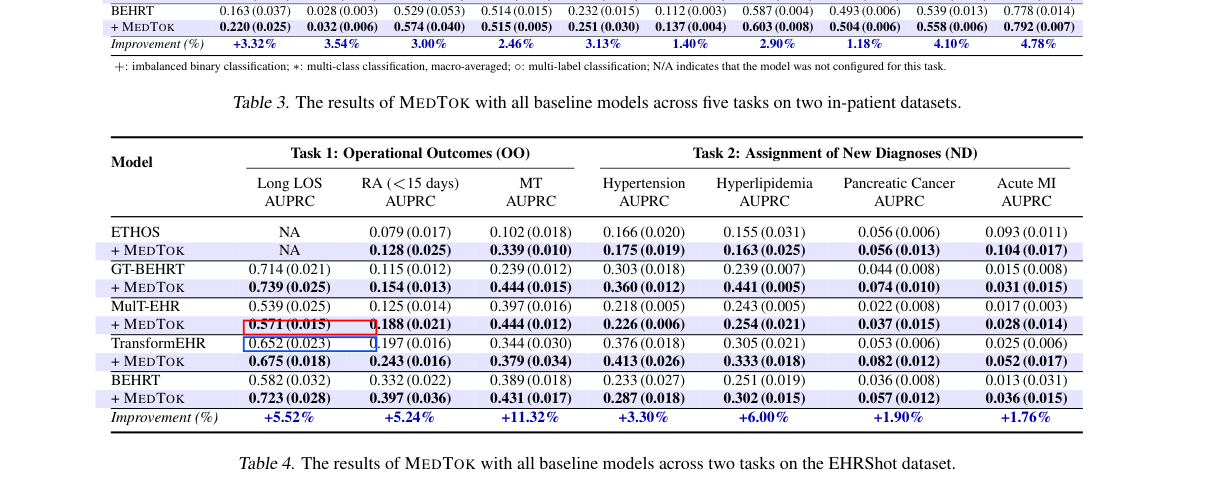 BEHRT 0.163 (0.037) 0.028 (0.003) 0.529 (0.053) 0.514 (0.015) 0.232 (0.015) 0.112 (0.003) 0.587 (0.004) 0.493 (0.006) 0.539 (0.013) 0.778 (0.014)
+ MEDTOK 0.220 (0.025) 0.032 (0.006) 0.574 (0.040) 0.515 (0.005) 0.251 (0.030) 0.137 (0.004) 0.603 (0.008) 0.504 (0.006) 0.558 (0.006) 0.792 (0.007)
Improvement (%) +3.32% 3.54% 3.00% 2.46% 3.13% 1.40% 2.90% 1.18% 4.10% 4.78%
+: imbalanced binary classification; *: multi-class classification, macro-averaged; ○: multi-label classification; N/A indicates that the model was not configured for this task.
Table 3. The results of MEDTOK with all baseline models across five tasks on two in-patient datasets.
Model Task 1: Operational Outcomes (OO) Task 2: Assignment of New Diagnoses (ND)
Long LOS RA (<15 days) MT Hypertension Hyperlipidemia Pancreatic Cancer Acute MI
AUPRC AUPRC AUPRC AUPRC AUPRC AUPRC AUPRC
ETHOS NA 0.079 (0.017) 0.102 (0.018) 0.166 (0.020) 0.155 (0.031) 0.056 (0.006) 0.093 (0.011)
+ MEDTOK NA 0.128 (0.025) 0.339 (0.010) 0.175 (0.019) 0.163 (0.025) 0.056 (0.013) 0.104 (0.017)
GT-BEHRT 0.714 (0.021) 0.115 (0.012) 0.239 (0.012) 0.303 (0.018) 0.239 (0.007) 0.044 (0.008) 0.015 (0.008)
+ MEDTOK 0.739 (0.025) 0.154 (0.013) 0.444 (0.015) 0.360 (0.012) 0.441 (0.005) 0.074 (0.010) 0.031 (0.015)
MulT-EHR 0.539 (0.025) 0.125 (0.014) 0.397 (0.016) 0.218 (0.005) 0.243 (0.005) 0.022 (0.008) 0.017 (0.003)
+ MEDTOK 0.571 (0.015) 0.188 (0.021) 0.444 (0.012) 0.226 (0.006) 0.254 (0.021) 0.037 (0.015) 0.028 (0.014)
TransformEHR 0.652 (0.023) 0.197 (0.016) 0.344 (0.030) 0.376 (0.018) 0.305 (0.021) 0.053 (0.006) 0.025 (0.006)
+ MEDTOK 0.675 (0.018) 0.243 (0.016) 0.379 (0.034) 0.413 (0.026) 0.333 (0.018) 0.082 (0.012) 0.052 (0.017)
BEHRT 0.582 (0.032) 0.332 (0.022) 0.389 (0.018) 0.233 (0.027) 0.251 (0.019) 0.036 (0.008) 0.013 (0.031)
+ MEDTOK 0.723 (0.028) 0.397 (0.036) 0.431 (0.017) 0.287 (0.018) 0.302 (0.015) 0.057 (0.012) 0.036 (0.015)
Improvement (%) +5.52% +5.24% +11.32% +3.30% +6.00% +1.90% +1.76%
Table 4. The results of MEDTOK with all baseline models across two tasks on the EHRShot dataset.